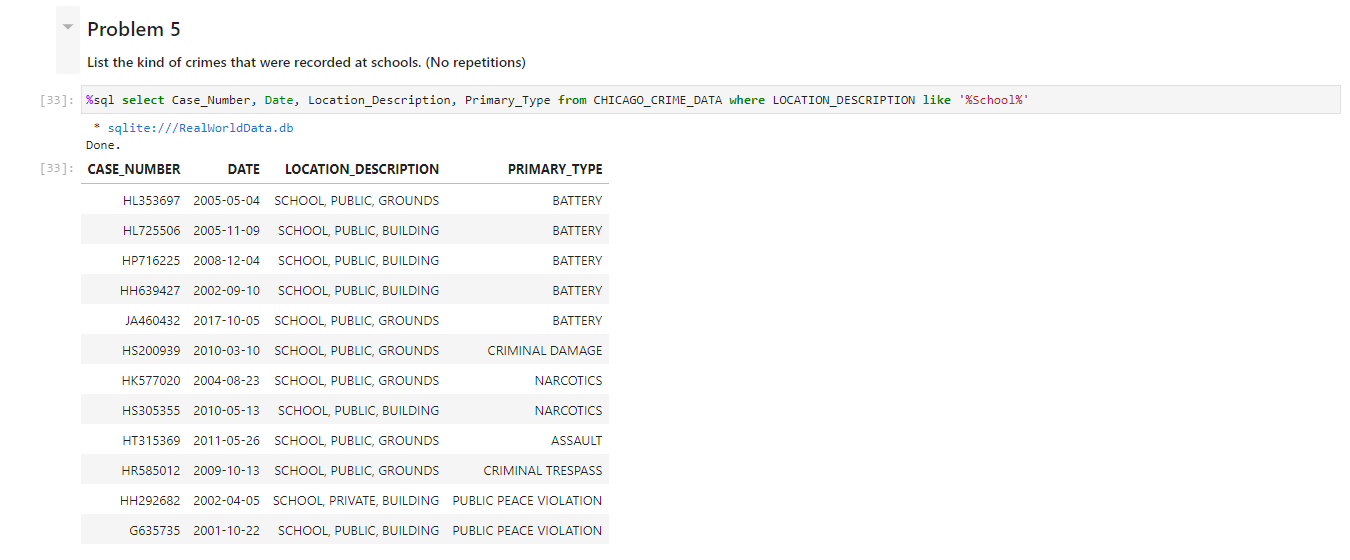 Problem 5
List the kind of crimes that were recorded at schools. (No repetitions)
[33]: %sql select Case_Number, Date, Location_Description, Primary_Type from CHICAGO_CRIME_DATA where LOCATION_DESCRIPTION like '%School%'
* sqlite:///RealWorldData.db
Done.
[33]: CASE_NUMBER DATE LOCATION_DESCRIPTION PRIMARY_TYPE
HL353697 2005-05-04 SCHOOL, PUBLIC, GROUNDS BATTERY
HL725506 2005-11-09 SCHOOL, PUBLIC, BUILDING BATTERY
HP716225 2008-12-04 SCHOOL, PUBLIC, BUILDING BATTERY
HH639427 2002-09-10 SCHOOL, PUBLIC, BUILDING BATTERY
JA460432 2017-10-05 SCHOOL, PUBLIC, GROUNDS BATTERY
HS200939 2010-03-10 SCHOOL, PUBLIC, GROUNDS CRIMINAL DAMAGE
HK577020 2004-08-23 SCHOOL, PUBLIC, GROUNDS NARCOTICS
HS305355 2010-05-13 SCHOOL, PUBLIC, BUILDING NARCOTICS
HT315369 2011-05-26 SCHOOL, PUBLIC, GROUNDS ASSAULT
HR585012 2009-10-13 SCHOOL, PUBLIC, GROUNDS CRIMINAL TRESPASS
HH292682 2002-04-05 SCHOOL, PRIVATE, BUILDING PUBLIC PEACE VIOLATION
G635735 2001-10-22 SCHOOL, PUBLIC, BUILDING PUBLIC PEACE VIOLATION